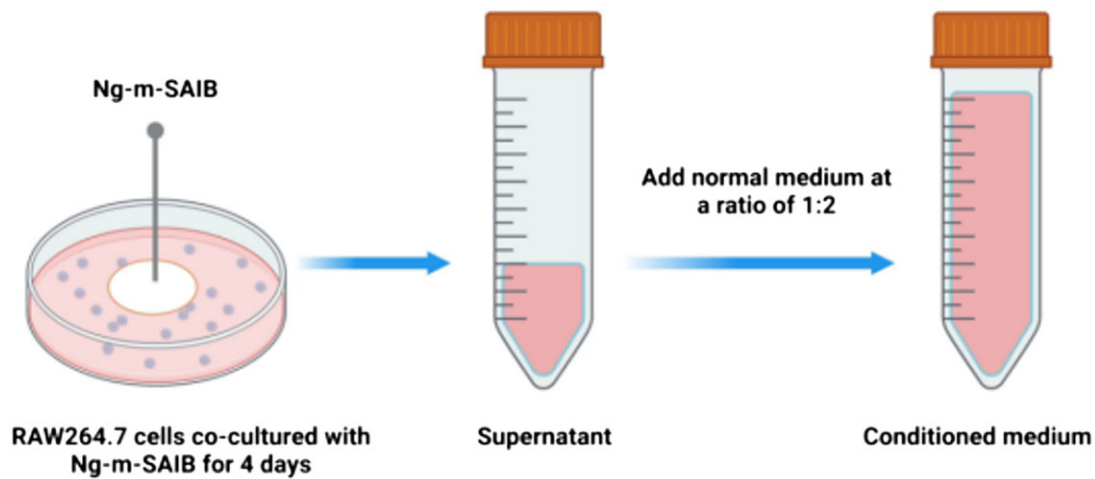 Ng-m-SAIB
Add normal medium at
a ratio of 1:2
RAW264.7 cells co-cultured with
Ng-m-SAIB for 4 days
Supernatant
Conditioned medium